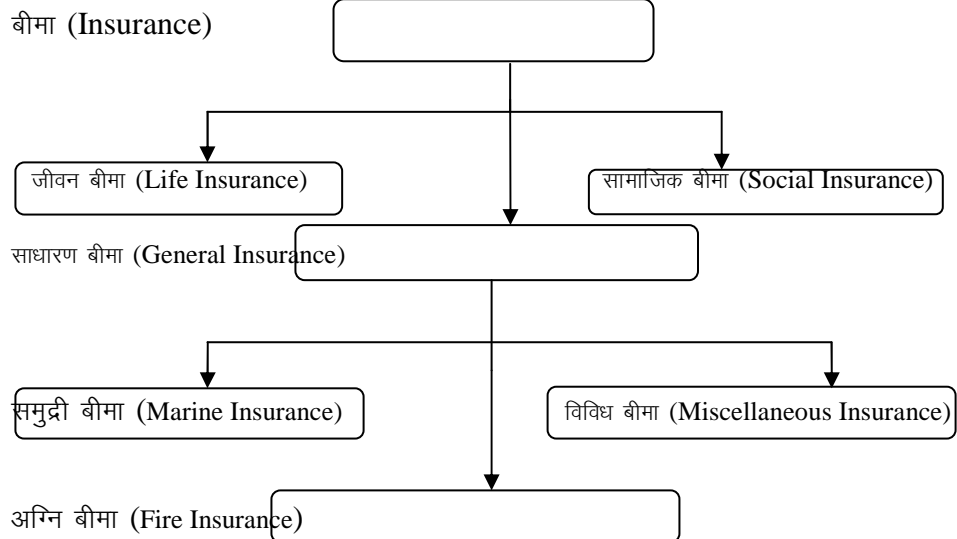 बीमा (Insurance)
जीवन बीमा (Life Insurance)
सामाजिक बीमा (Social Insurance)
साधारण बीमा (General Insurance)
समुद्री बीमा (Marine Insurance)
विविध बीमा (Miscellaneous Insurance)
अग्नि बीमा (Fire Insurance)